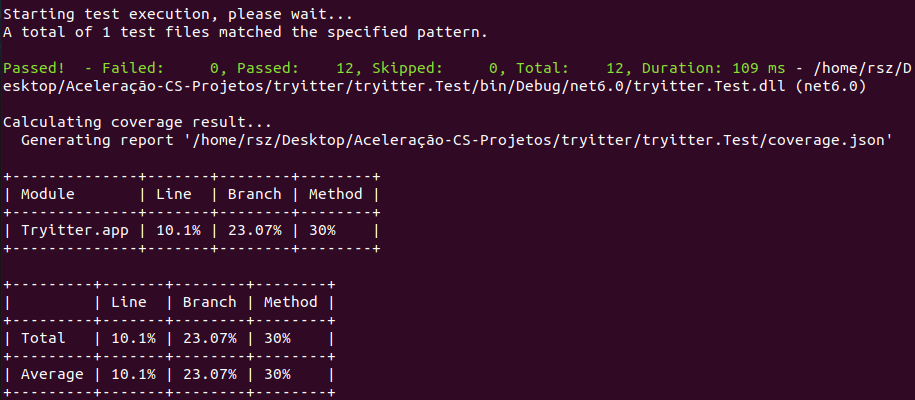 Starting test execution, please wait...
A total of 1 test files matched the specified pattern.

Passed!  - Failed:     0, Passed:    12, Skipped:     0, Total:    12, Duration: 109 ms - /home/rsz/D
esktop/Aceleração-CS-Projetos/tryitter/tryitter.Test/bin/Debug/net6.0/tryitter.Test.dll (net6.0)

Calculating coverage result...
  Generating report '/home/rsz/Desktop/Aceleração-CS-Projetos/tryitter/tryitter.Test/coverage.json'

+--------------+-------+--------+--------+
| Module       | Line  | Branch | Method |
+--------------+-------+--------+--------+
| Tryitter.app | 10.1% | 23.07% | 30%    |
+--------------+-------+--------+--------+

+---------+-------+--------+--------+
|         | Line  | Branch | Method |
+---------+-------+--------+--------+
| Total   | 10.1% | 23.07% | 30%    |
+---------+-------+--------+--------+
| Average | 10.1% | 23.07% | 30%    |
+---------+-------+--------+--------+